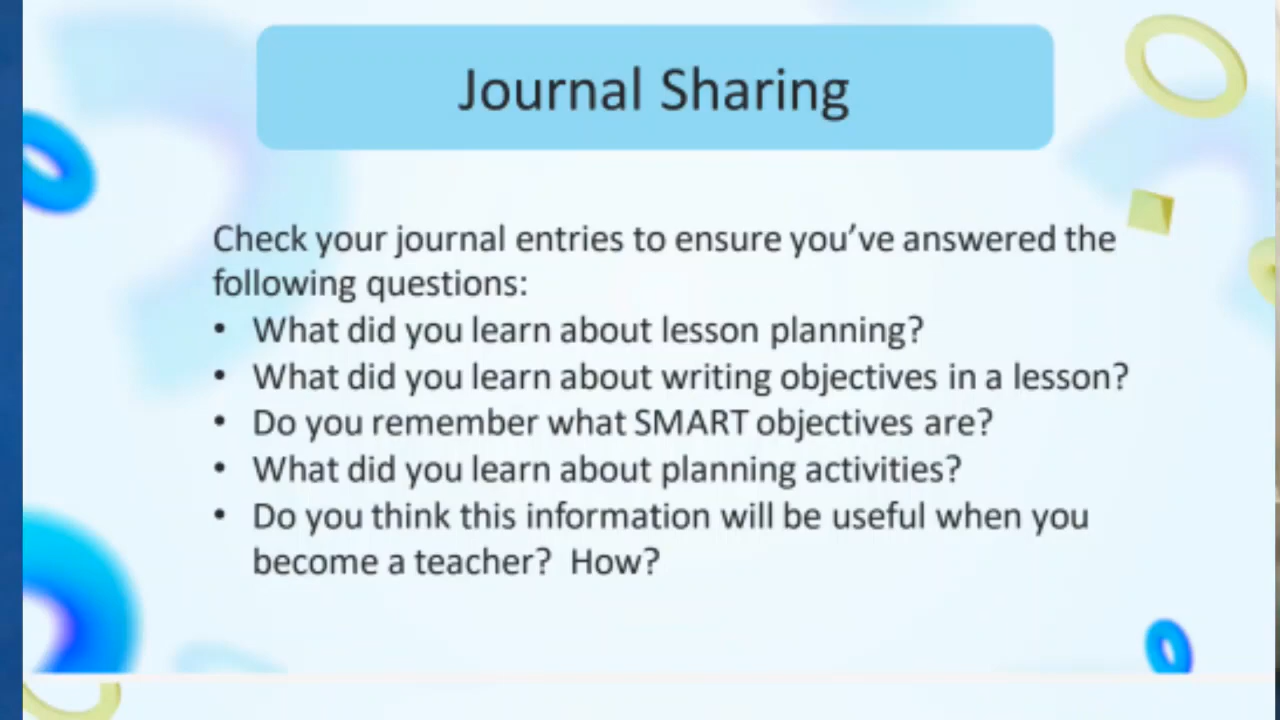 Journal Sharing
Check your journal entries to ensure you've answered the
following questions:
• What did you learn about lesson planning?
• What did you learn about writing objectives in a lesson?
• Do you remember what SMART objectives are?
• What did you learn about planning activities?
• Do you think this information will be useful when you
become a teacher?  How?